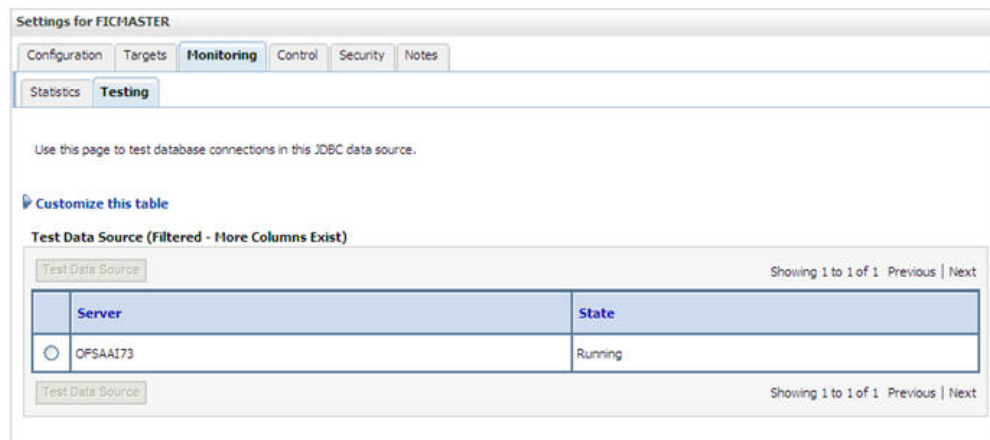 Settings for FICMASTER
Configuration Targets Monitoring Control Security Notes
Statistics Testing
Use this page to test database connections in this JDBC data source.
Customize this table
Test Data Source (Filtered - More Columns Exist)
Test Data Source Showing 1 to 1 of 1 Previous | Next
Server State
OFSAAI73 Running
Test Data Source Showing 1 to 1 of 1 Previous | Next